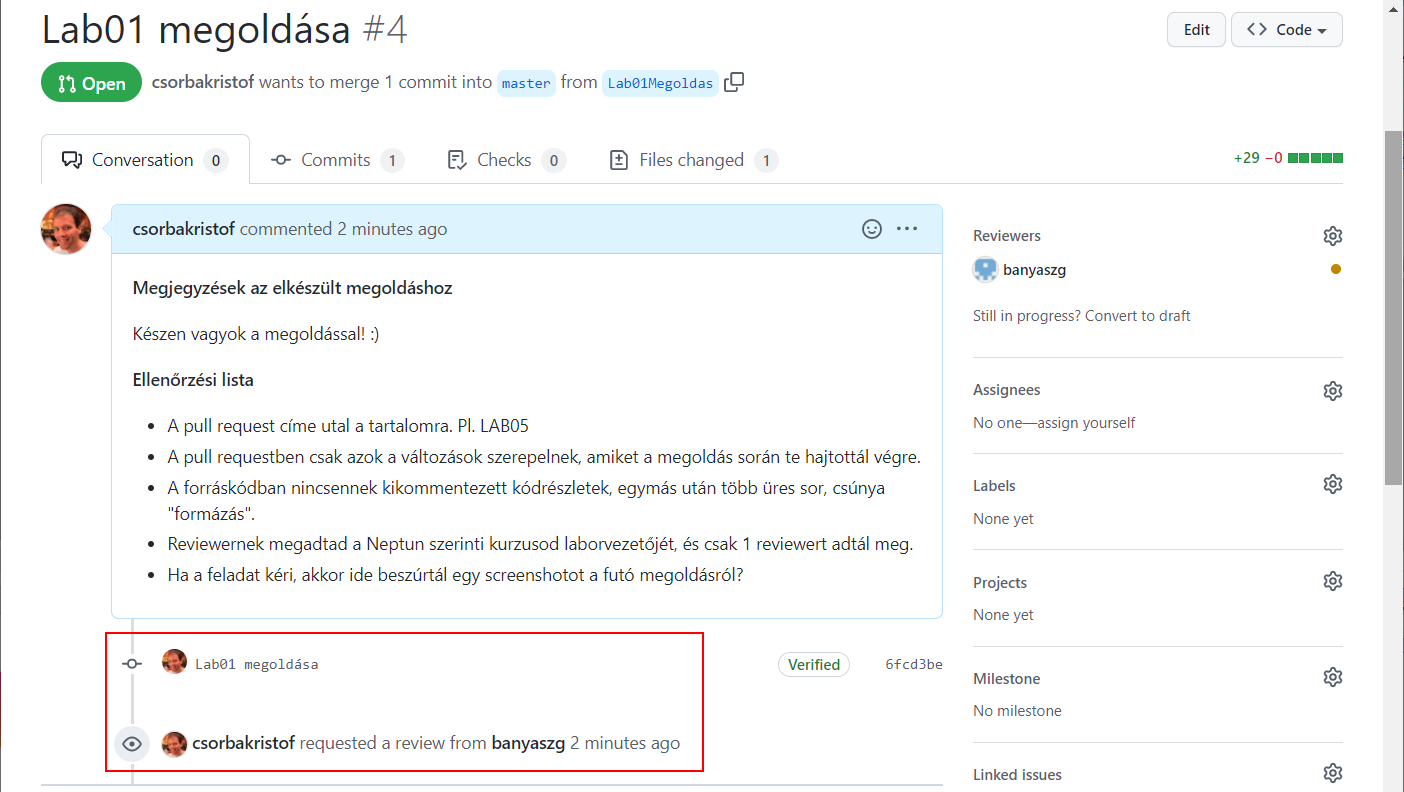 Lab01 megoldása #4
Edit
Code
Open
csorbakristof wants to merge 1 commit into master from Lab01Megoldas
Conversation 0
Commits 1
Checks 0
Files changed 1
+29 −0
csorbakristof commented 2 minutes ago
Megjegyzések az elkészült megoldáshoz
Készen vagyok a megoldással! :)
Ellenőrzési lista
A pull request címe utal a tartalomra. Pl. LAB05
A pull requestben csak azok a változások szerepelnek, amiket a megoldás során te hajtottál végre.
A forráskódban nincsennek kikommentezett kódrészletek, egymás után több üres sor, csúnya
"formázás".
Reviewernek megadtad a Neptun szerinti kurzusod laborvezetőjét, és csak 1 reviewert adtál meg.
Ha a feladat kéri, akkor ide beszúrtál egy screenshotot a futó megoldásról?
Lab01 megoldása
Verified
6fcd3be
csorbakristof requested a review from banyaszg 2 minutes ago
Reviewers
banyaszg
Still in progress? Convert to draft
Assignees
No one—assign yourself
Labels
None yet
Projects
None yet
Milestone
No milestone
Linked issues